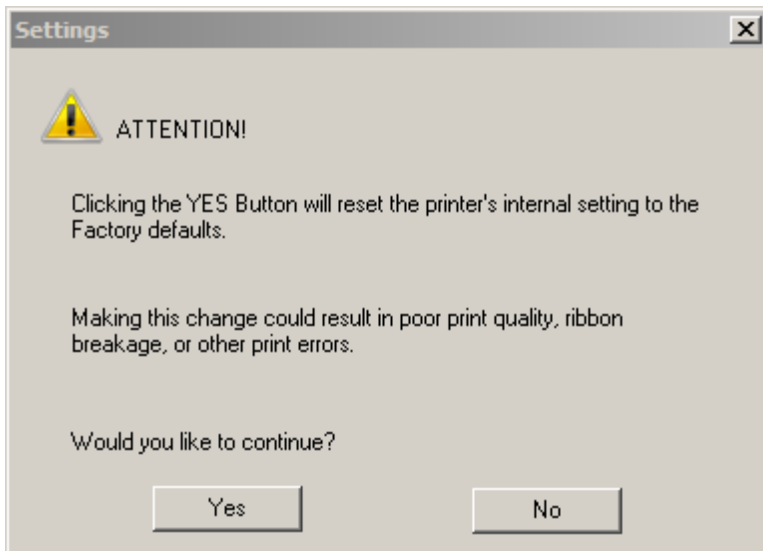 Settings
ATTENTION!
Clicking the YES Button will reset the printer's internal setting to the
Factory defaults.
Making this change could result in poor print quality, ribbon
breakage, or other print errors.
Would you like to continue?
Yes
No